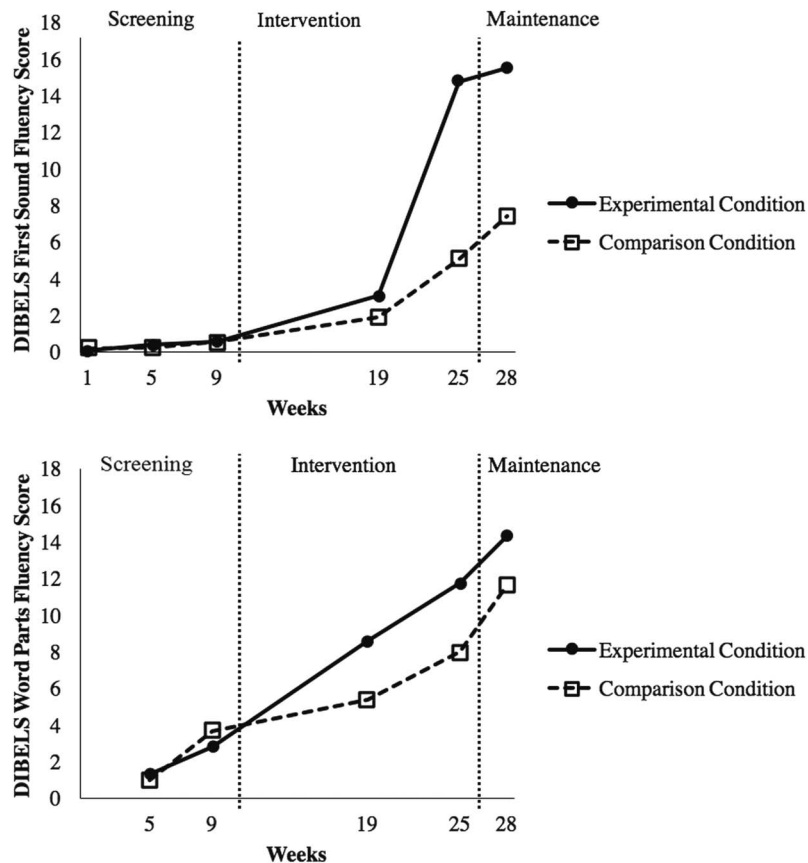 Screening Intervention Maintenance
DIBELS First Sound Fluency Score
18
16
14
12
10
8
6
4
2
0
1 5 9 19 25 28
Weeks
Experimental Condition
Comparison Condition
Screening Intervention Maintenance
DIBELS Word Parts Fluency Score
18
16
14
12
10
8
6
4
2
0
5 9 19 25 28
Weeks
Experimental Condition
Comparison Condition